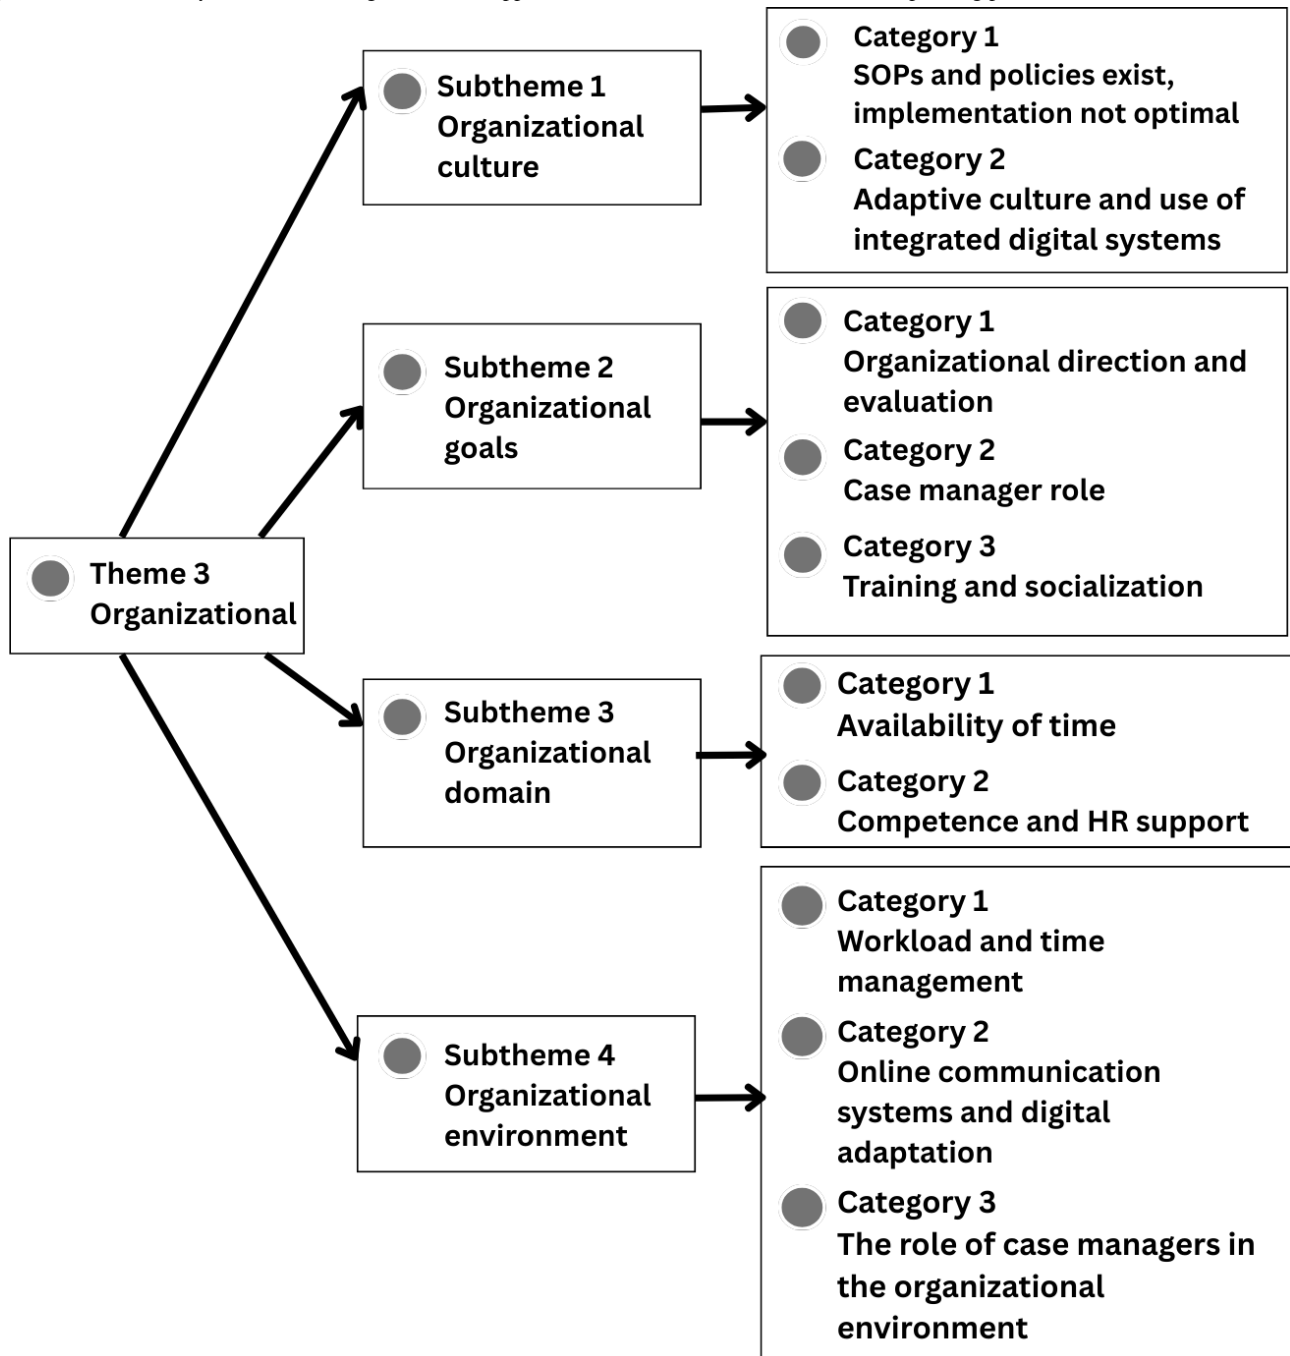 Category 1
SOPs and policies exist,
implementation not optimal
Subtheme 1
Organizational
culture
Category 2
Adaptive culture and use of
integrated digital systems
Category 1
Organizational direction and
evaluation
Subtheme 2
Organizational
goals
Category 2
Case manager role
Category 3
Training and socialization
Theme 3
Organizational
Category 1
Availability of time
Subtheme 3
Organizational
domain
Category 2
Competence and HR support
Category 1
Workload and time
management
Subtheme 4
Organizational
environment
Category 2
Online communication
systems and digital
adaptation
Category 3
The role of case managers in
the organizational
environment